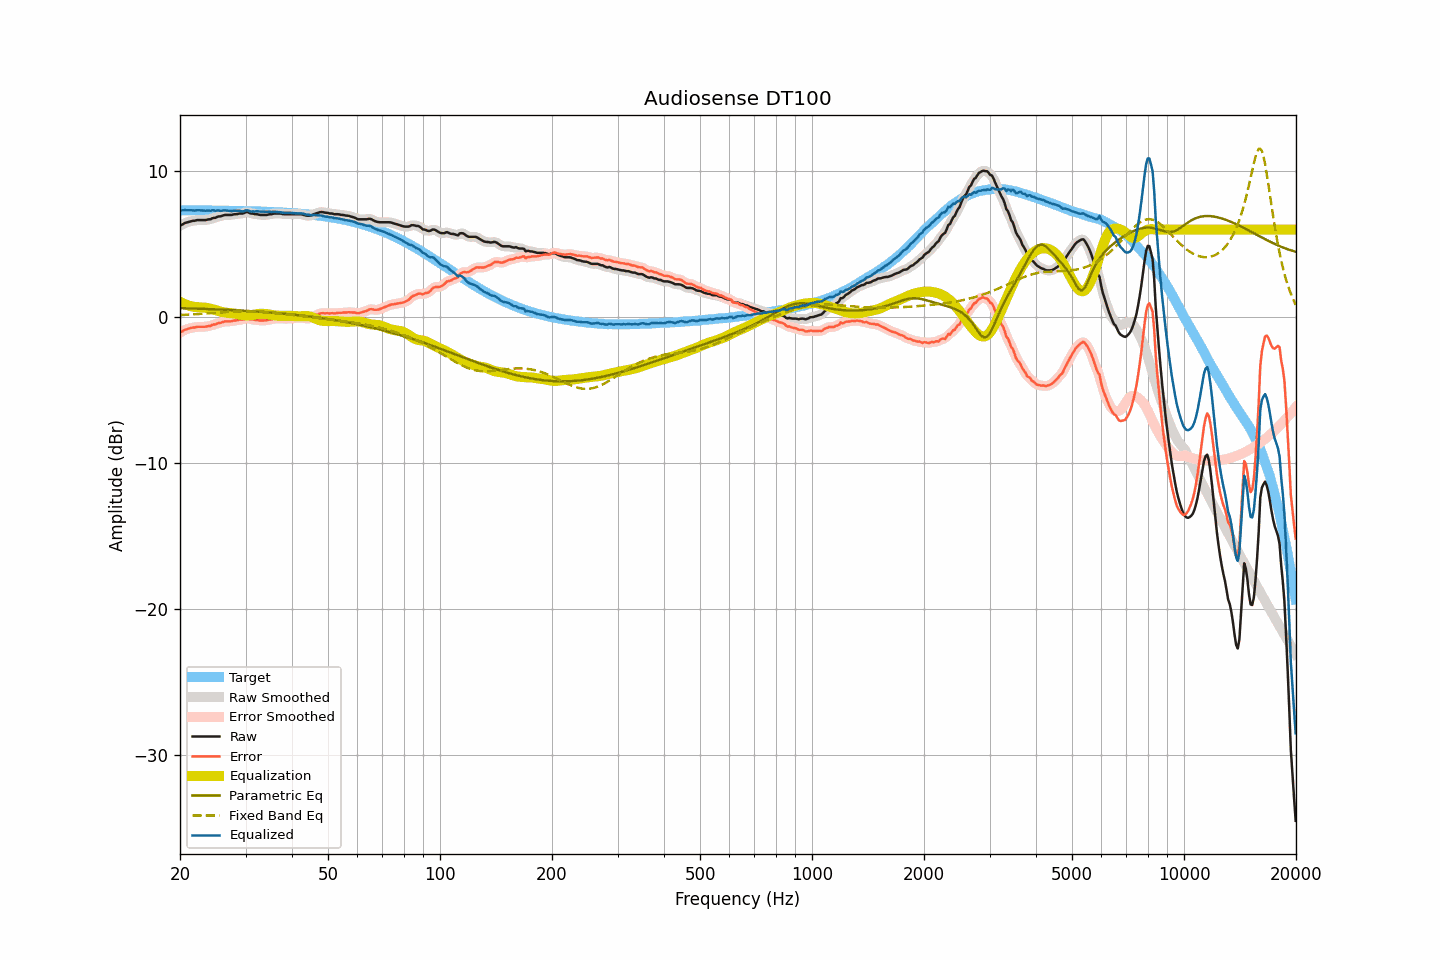 Audiosense DT100
10
0
−10
−20
−30
Amplitude (dBr)
Target
Raw Smoothed
Error Smoothed
Raw
Error
Equalization
Parametric Eq
Fixed Band Eq
Equalized
20 50 100 200 500 1000 2000 5000 10000 20000
Frequency (Hz)